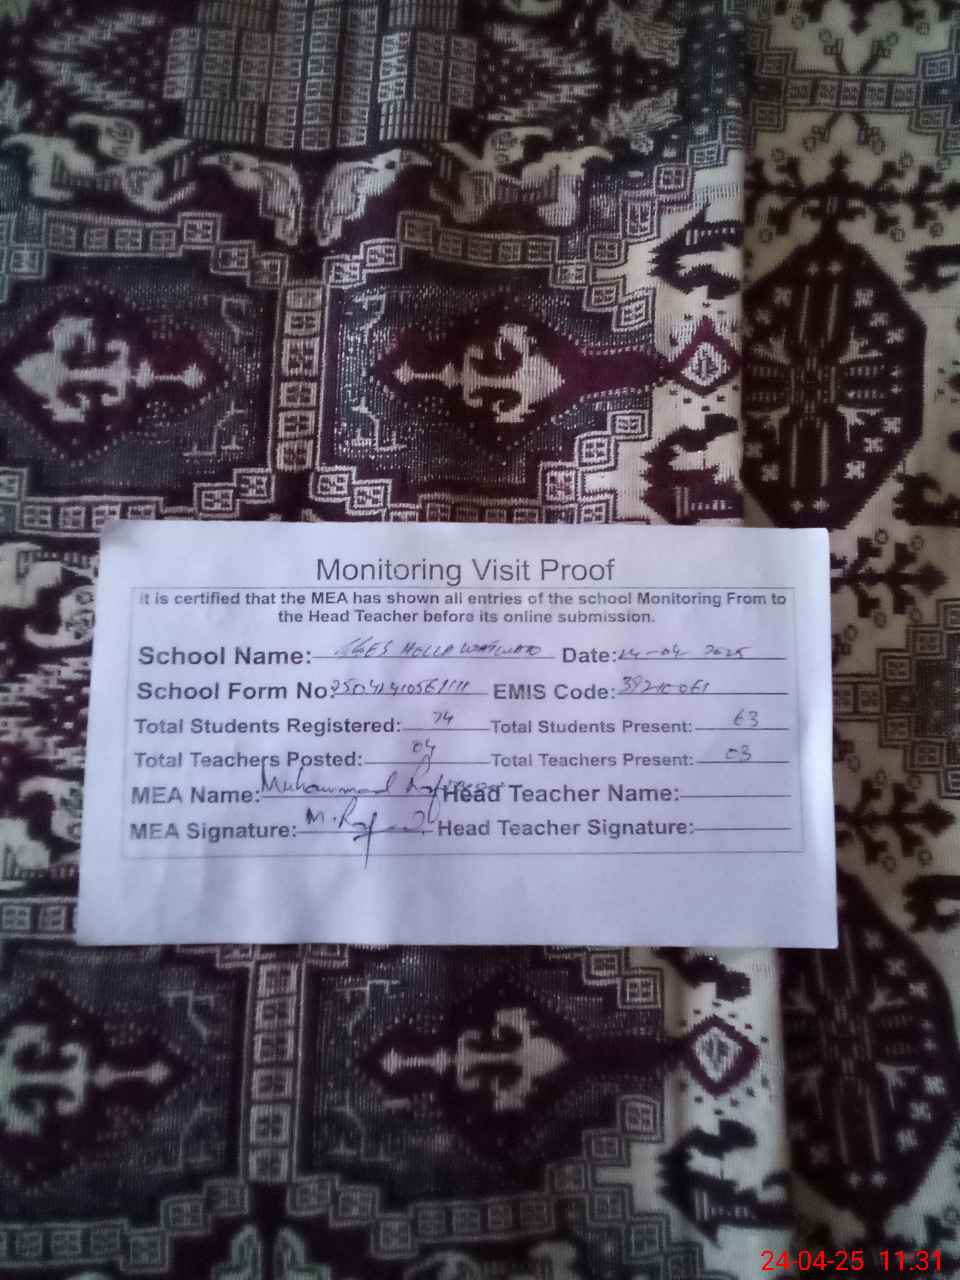 Monitoring Visit Proof
it is certified that the MEA has shown all entries of the school Monitoring From to
the Head Teacher before its online submission.
School Name: Date: 24-04 2025
School Form No: EMIS Code:
Total Students Registered: 74 Total Students Present: 63
Total Teachers Posted: 04 Total Teachers Present: 03
MEA Name: Muhammad Head Teacher Name:
MEA Signature: Head Teacher Signature:
24-04-25 11.31